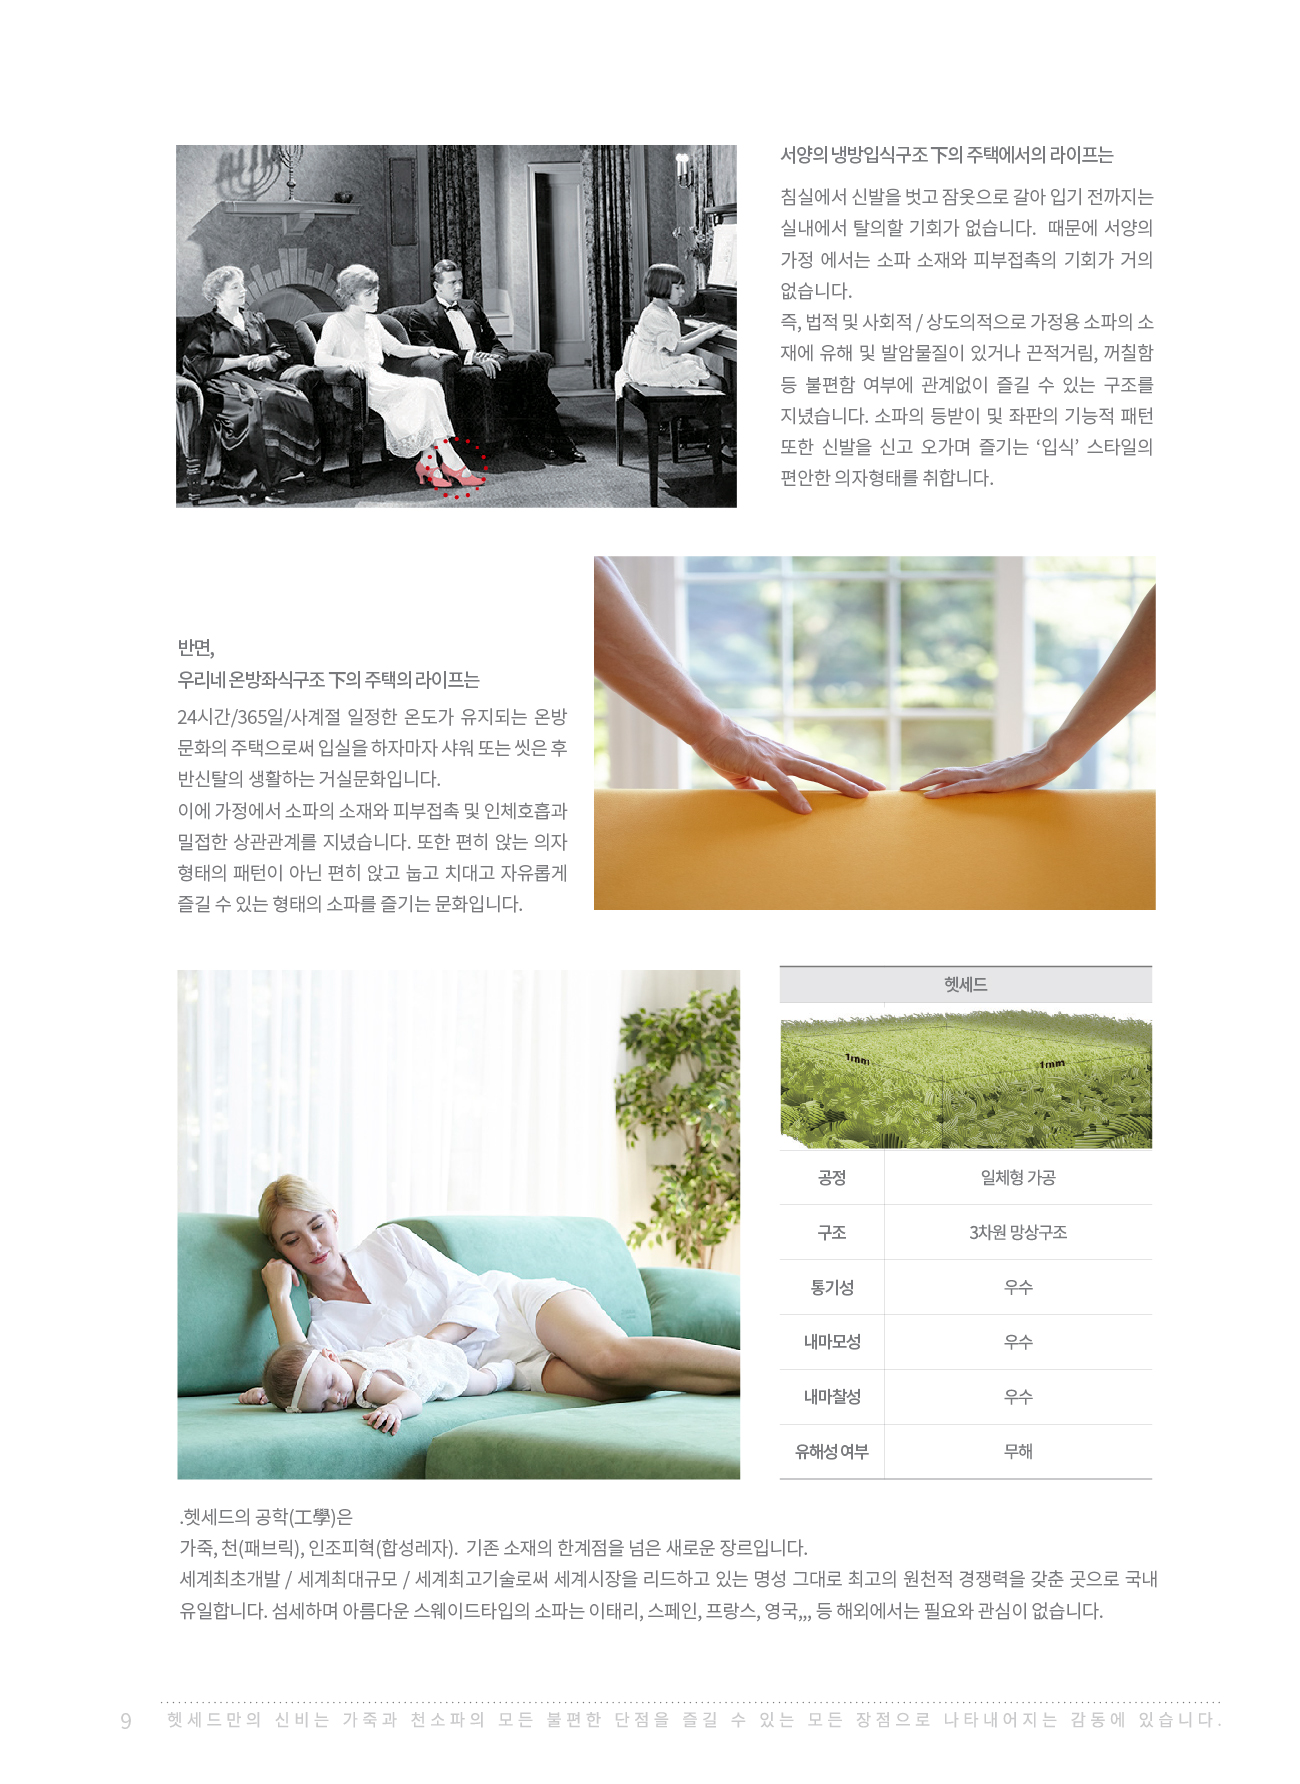 서양의 냉방입식구조 下의 주택에서의 라이프는
침실에서 신발을 벗고 잠옷으로 갈아 입기 전까지는
실내에서 탈의할 기회가 없습니다. 때문에 서양의
가정 에서는 소파 소재와 피부접촉의 기회가 거의
없습니다.
즉, 법적 및 사회적 / 상도의적으로 가정용 소파의 소
재에 유해 및 발암물질이 있거나 끈적거림, 꺼칠함
등 불편함 여부에 관계없이 즐길 수 있는 구조를
지녔습니다. 소파의 등받이 및 좌판의 기능적 패턴
또한 신발을 신고 오가며 즐기는 ‘입식’ 스타일의
편안한 의자형태를 취합니다.
반면,
우리네 온방좌식구조 下의 주택의 라이프는
24시간/365일/사계절 일정한 온도가 유지되는 온방
문화의 주택으로써 입실을 하자마자 샤워 또는 씻은 후
반신탈의 생활하는 거실문화입니다.
이에 가정에서 소파의 소재와 피부접촉 및 인체호흡과
밀접한 상관관계를 지녔습니다. 또한 편히 앉는 의자
형태의 패턴이 아닌 편히 앉고 눕고 치대고 자유롭게
즐길 수 있는 형태의 소파를 즐기는 문화입니다.
헷세드
1mm 1mm
공정 일체형 가공
구조 3차원 망상구조
통기성 우수
내마모성 우수
내마찰성 우수
유해성 여부 무해
.헷세드의 공학(工學)은
가죽, 천(패브릭), 인조피혁(합성레자). 기존 소재의 한계점을 넘은 새로운 장르입니다.
세계최초개발 / 세계최대규모 / 세계최고기술로써 세계시장을 리드하고 있는 명성 그대로 최고의 원천적 경쟁력을 갖춘 곳으로 국내
유일합니다. 섬세하며 아름다운 스웨이드타입의 소파는 이태리, 스페인, 프랑스, 영국,,, 등 해외에서는 필요와 관심이 없습니다.
9 헷세드만의 신비는 가죽과 천소파의 모든 불편한 단점을 즐길 수 있는 모든 장점으로 나타내어지는 감동에 있습니다.